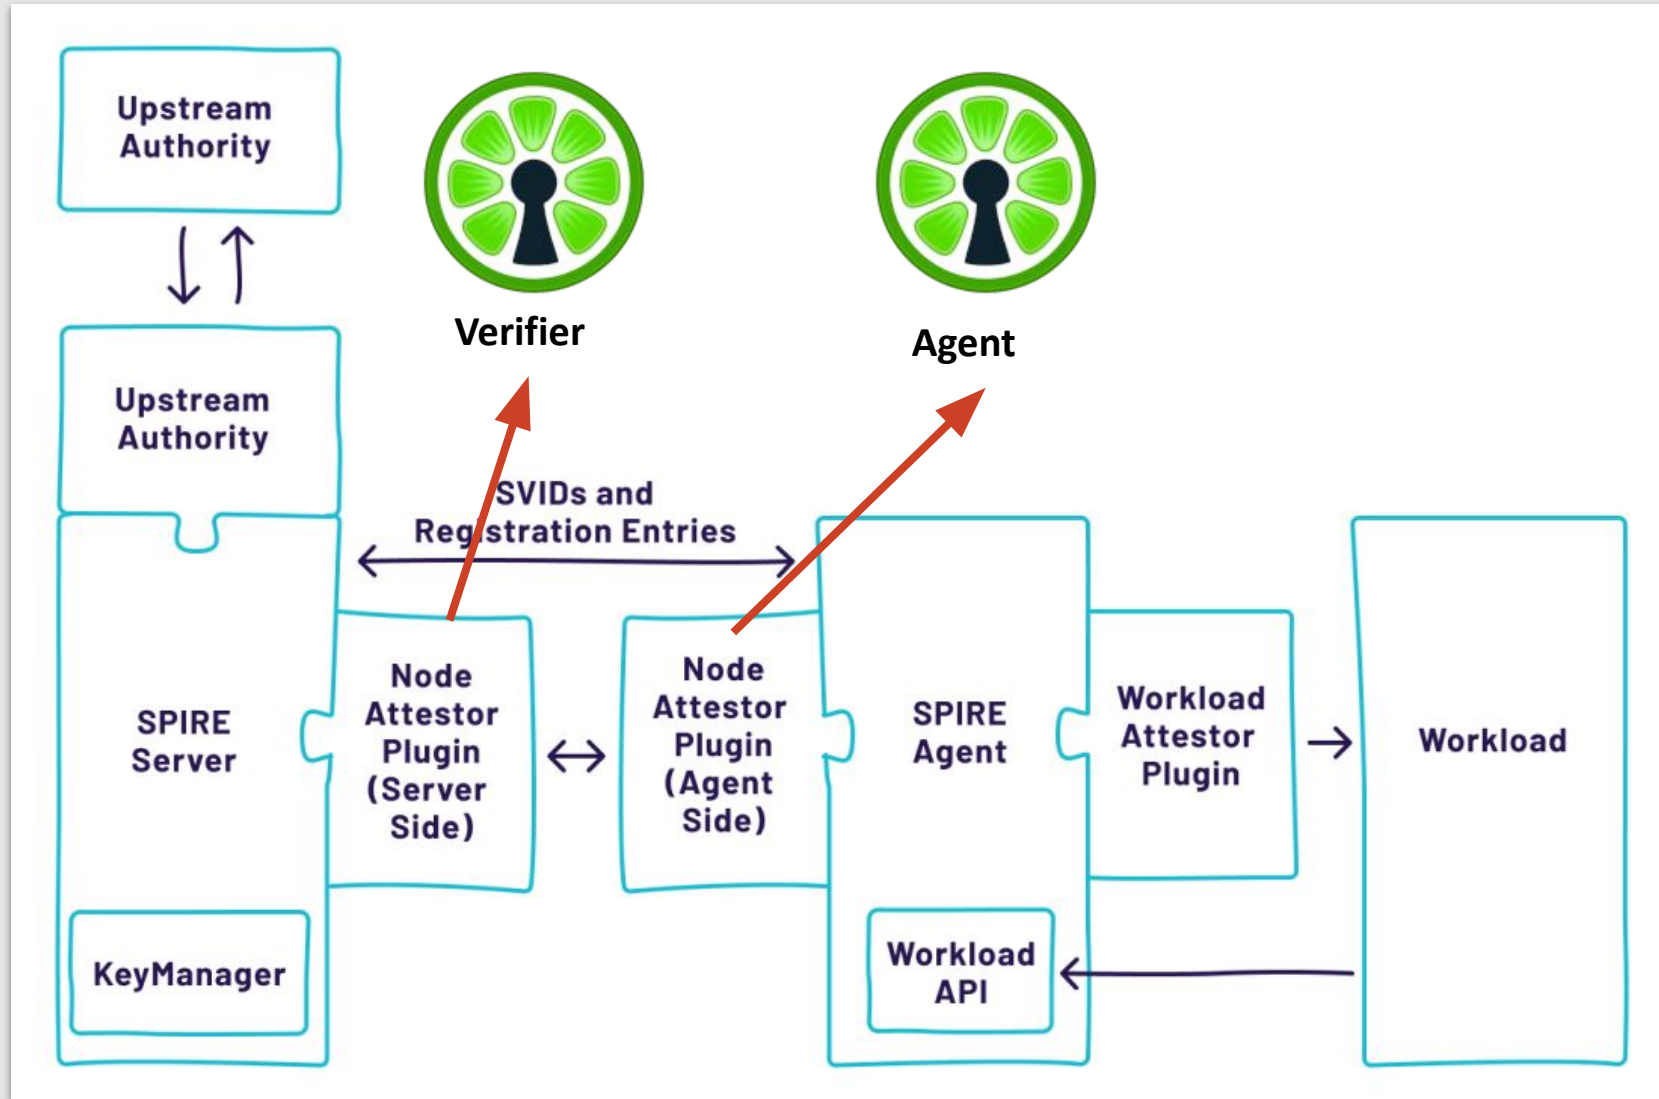 Upstream
Authority
Verifier
Agent
Upstream
Authority
SVIDs and
Registration Entries
SPIRE
Server
Node
Attestor
Plugin
(Server
Side)
Node
Attestor
Plugin
(Agent
Side)
SPIRE
Agent
Workload
Attestor
Plugin
Workload
KeyManager
Workload
API